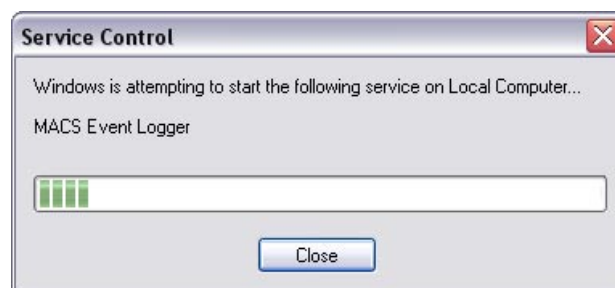 Service Control
Windows is attempting to start the following service on Local Computer...
MACS Event Logger
Close